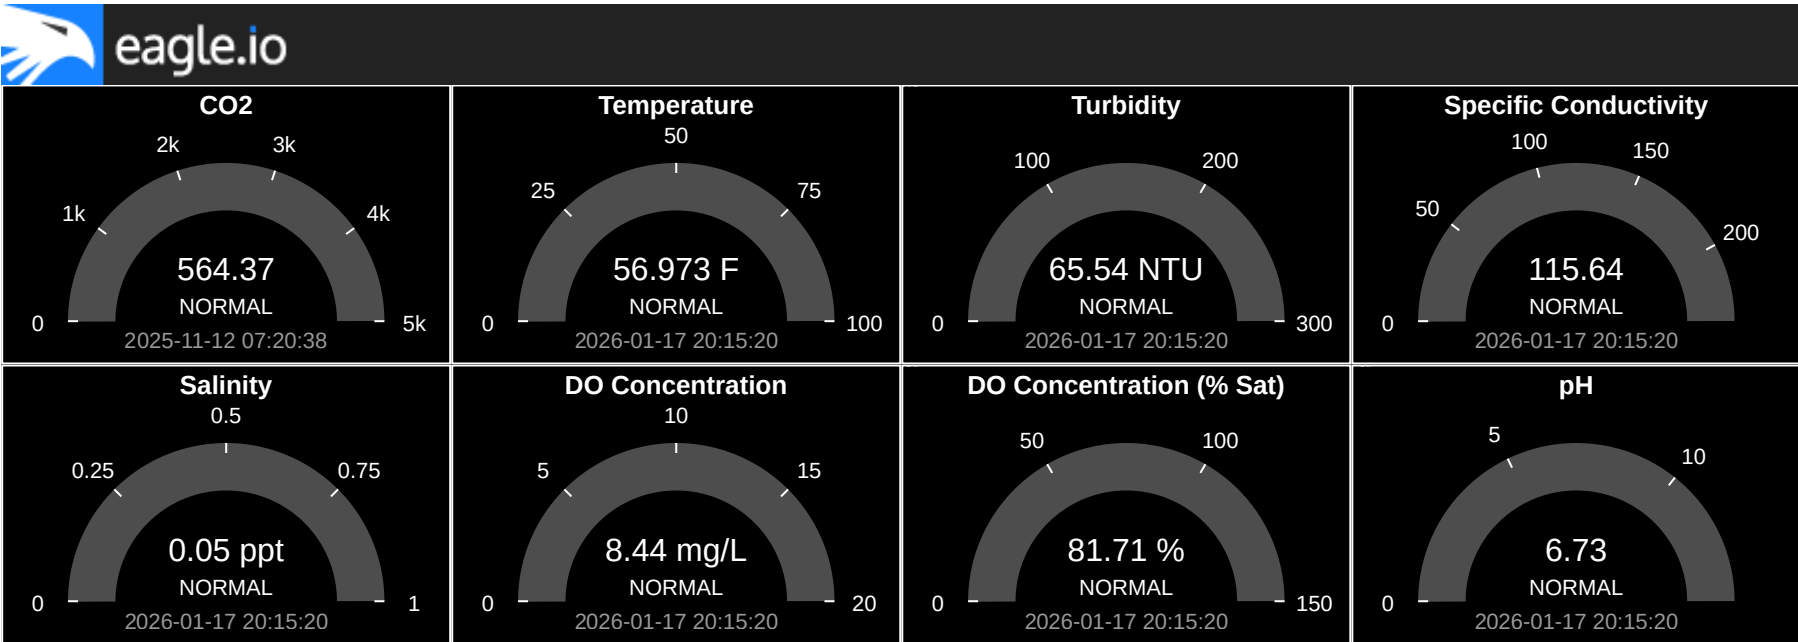 eagle.io
CO2
0
1k
2k
3k
4k
5k
564.37
NORMAL
2025-11-12 07:20:38
Temperature
0
25
50
75
100
56.973 F
NORMAL
2026-01-17 20:15:20
Turbidity
0
100
200
300
65.54 NTU
NORMAL
2026-01-17 20:15:20
Specific Conductivity
0
50
100
150
200
115.64
NORMAL
2026-01-17 20:15:20
Salinity
0
0.25
0.5
0.75
1
0.05 ppt
NORMAL
2026-01-17 20:15:20
DO Concentration
0
5
10
15
20
8.44 mg/L
NORMAL
2026-01-17 20:15:20
DO Concentration (% Sat)
0
50
100
150
81.71 %
NORMAL
2026-01-17 20:15:20
pH
0
5
10
6.73
NORMAL
2026-01-17 20:15:20